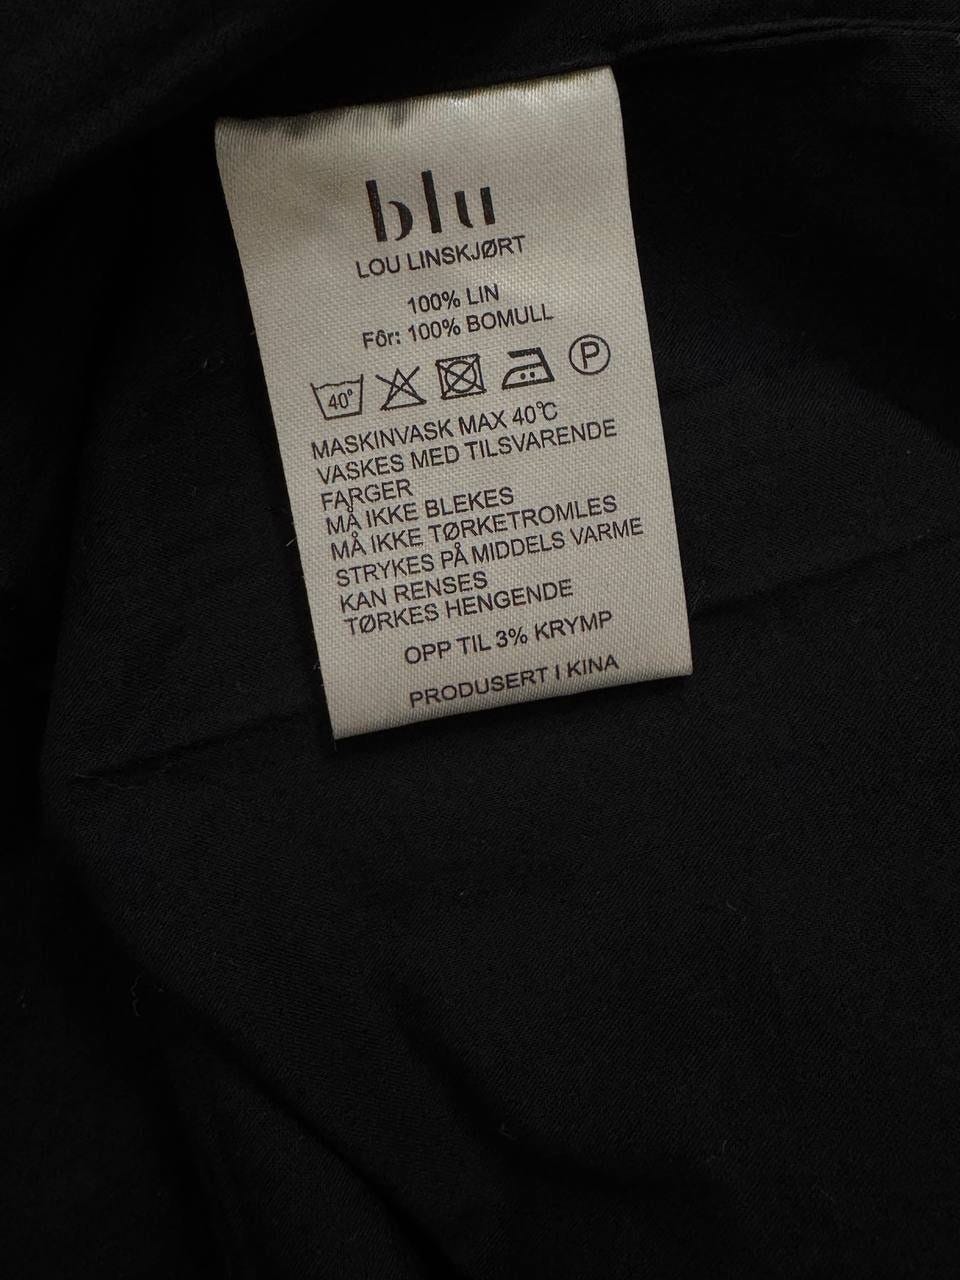 blu
LOU LINSKJØRT
100% LIN
Fôr: 100% BOMULL
40° P
MASKINVASK MAX 40℃
VASKES MED TILSVARENDE
FARGER
MÅ IKKE BLEKES
MÅ IKKE TØRKETROMLES
STRYKES PÅ MIDDELS VARME
KAN RENSES
TØRKES HENGENDE
OPP TIL 3% KRYMP
PRODUSERT I KINA